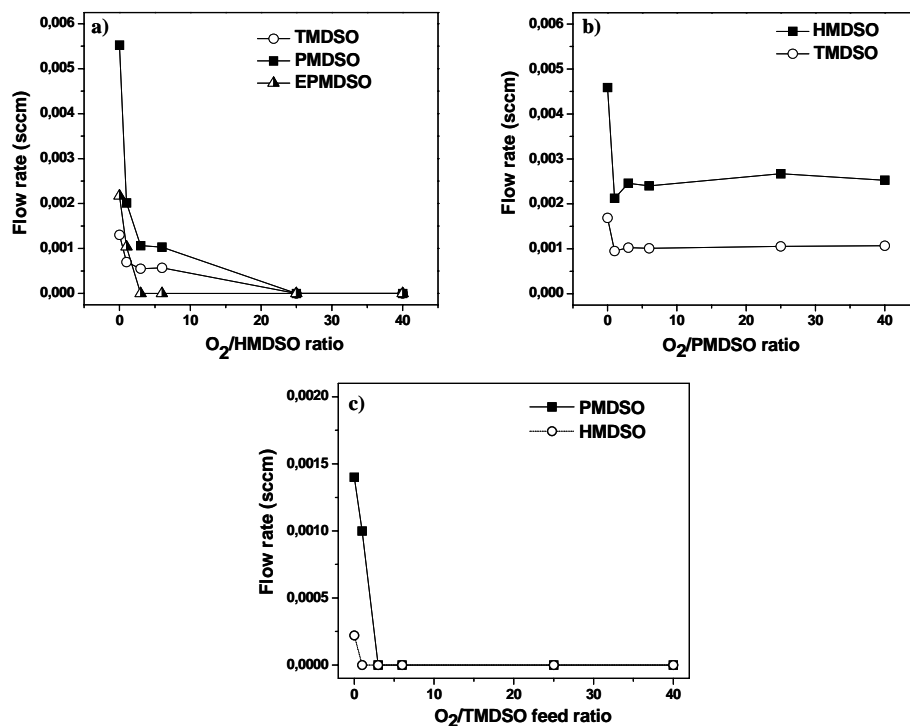 a)
TMDSO
PMDSO
EPMDSO
0,006
0,005
0,004
0,003
0,002
0,001
0,000
Flow rate (sccm)
0 10 20 30 40
O2/HMDSO ratio
b)
HMDSO
TMDSO
0,006
0,005
0,004
0,003
0,002
0,001
0,000
Flow rate (sccm)
0 10 20 30 40
O2/PMDSO ratio
c)
PMDSO
HMDSO
0,0020
0,0015
0,0010
0,0005
0,0000
Flow rate (sccm)
0 10 20 30 40
O2/TMDSO feed ratio